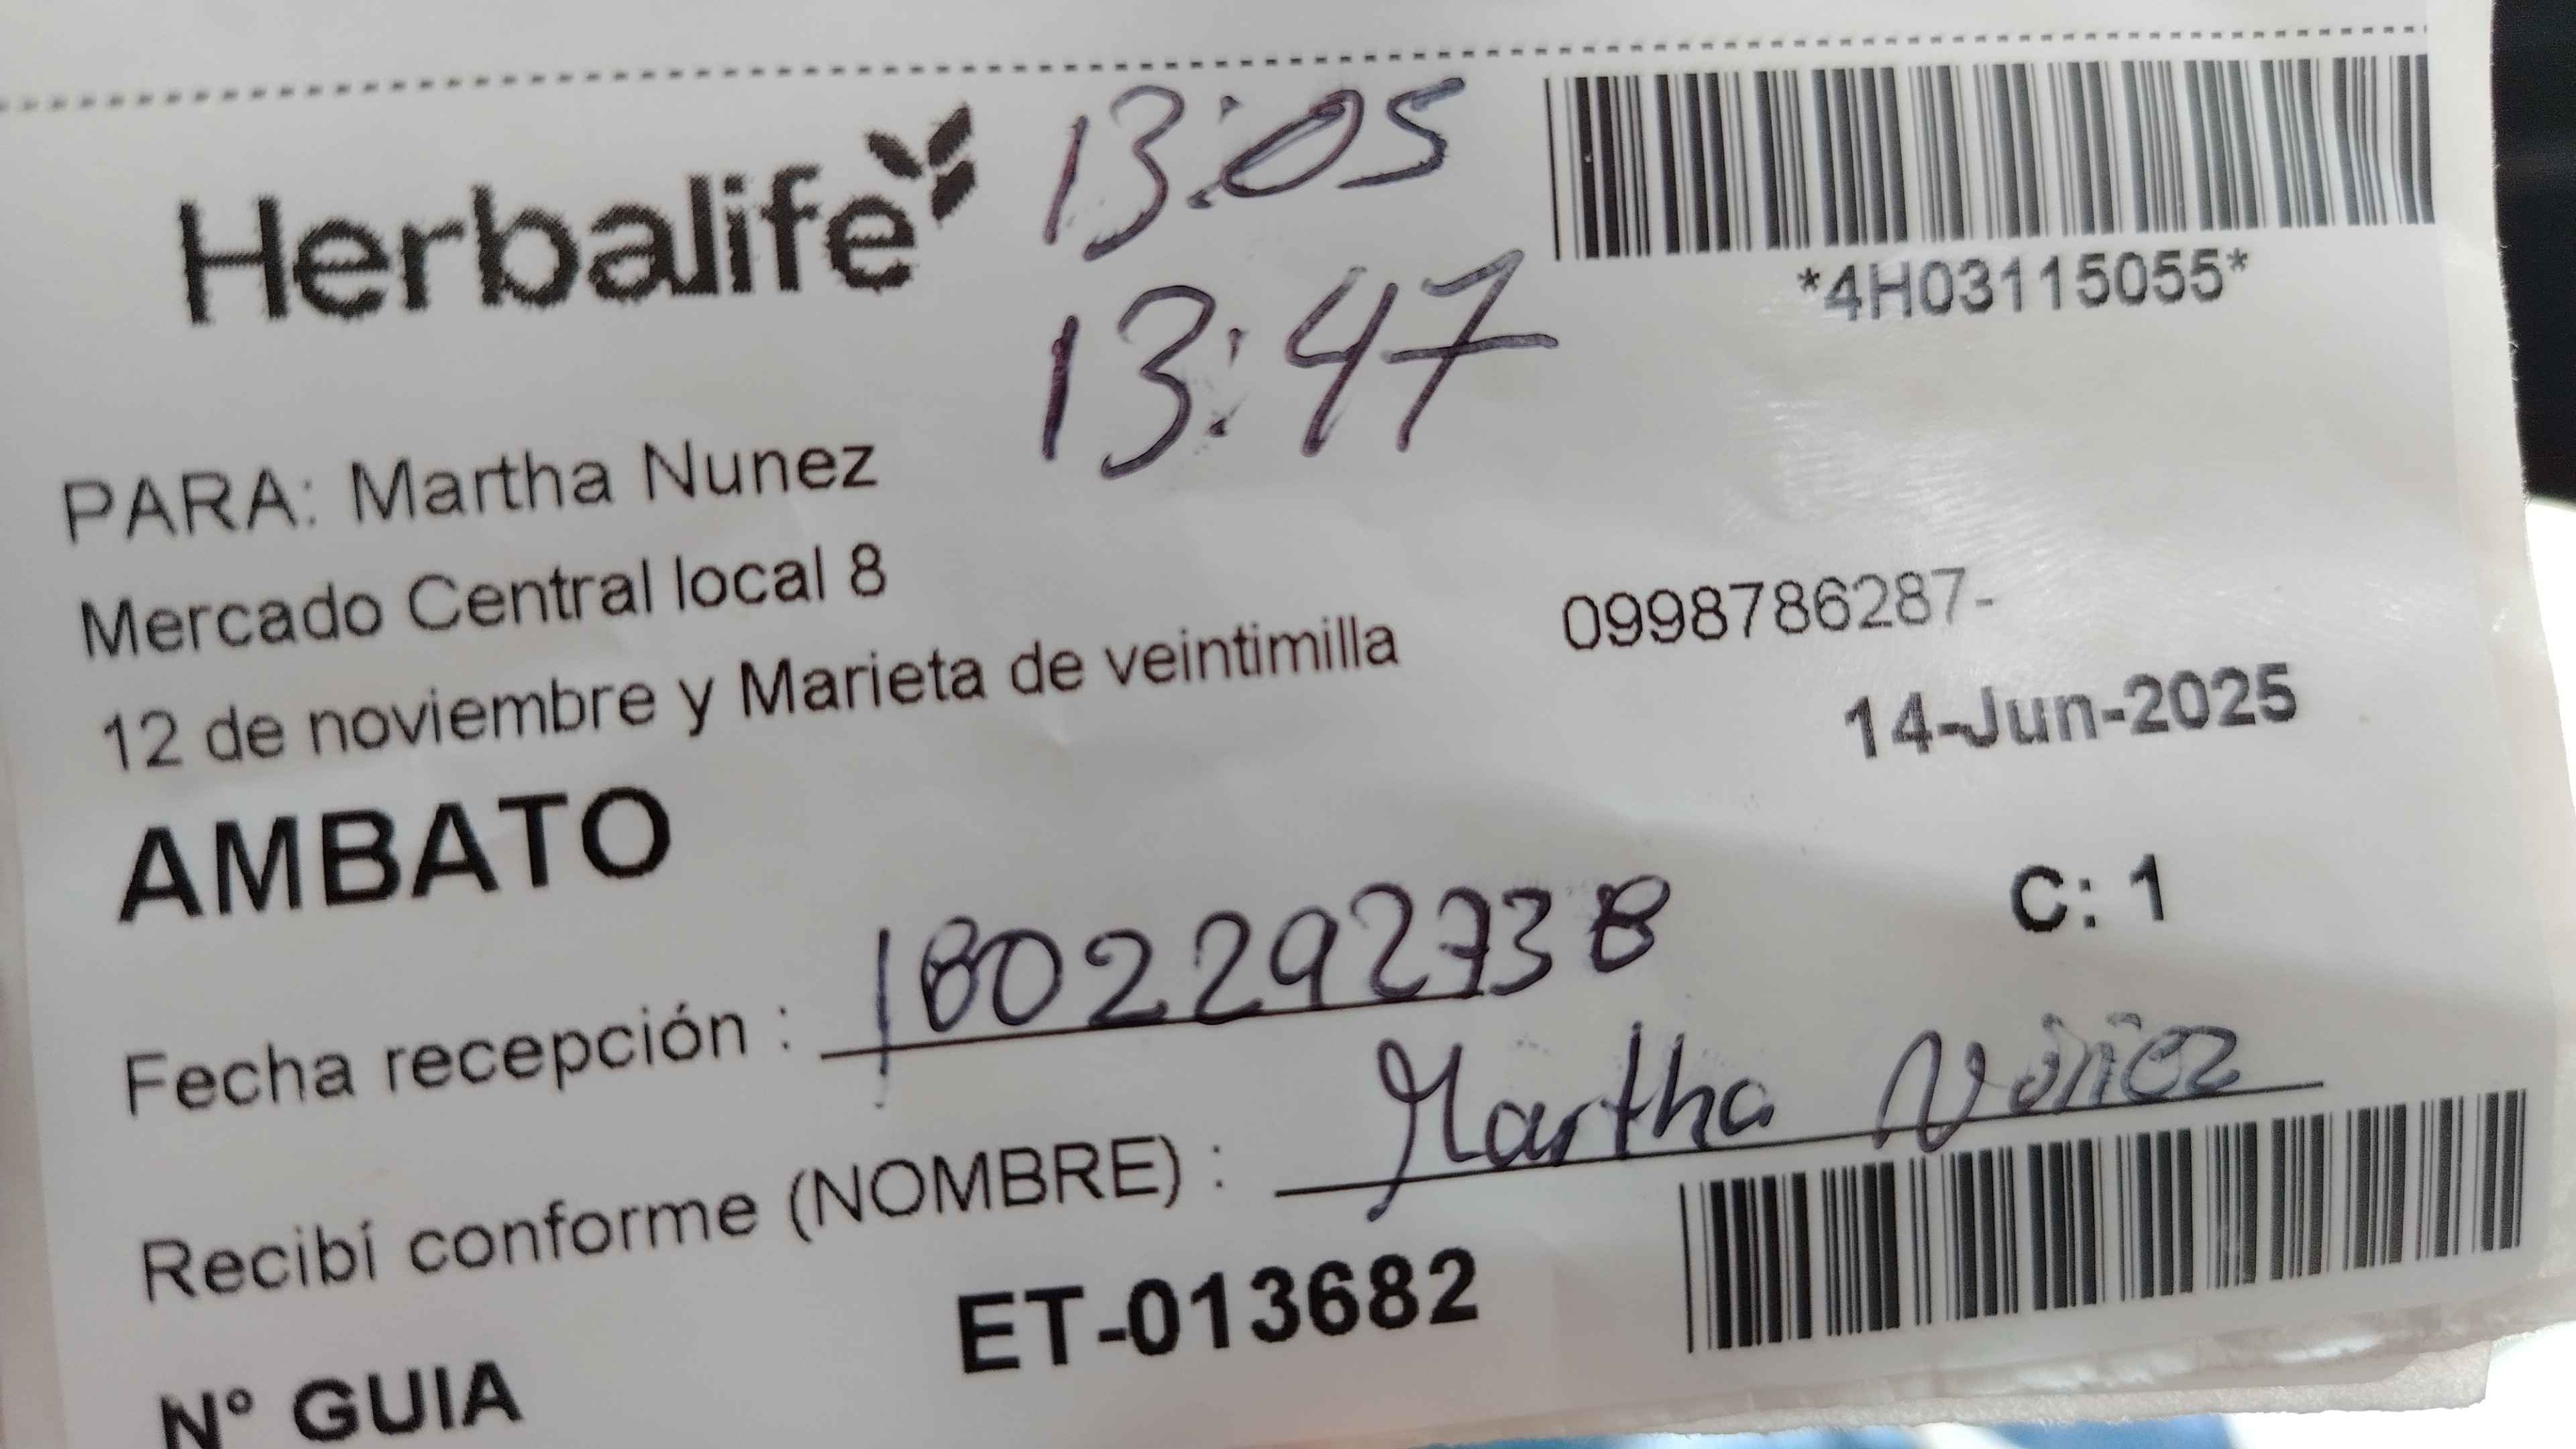 Herbalife
13:05
*4H03115055*
13:47
PARA: Martha Nunez
Mercado Central local 8
12 de noviembre y Marieta de veintimilla 0998786287-
14-Jun-2025
AMBATO
C: 1
Fecha recepción : 1802292738
Recibí conforme (NOMBRE) : Martha Núñez
N° GUIA ET-013682